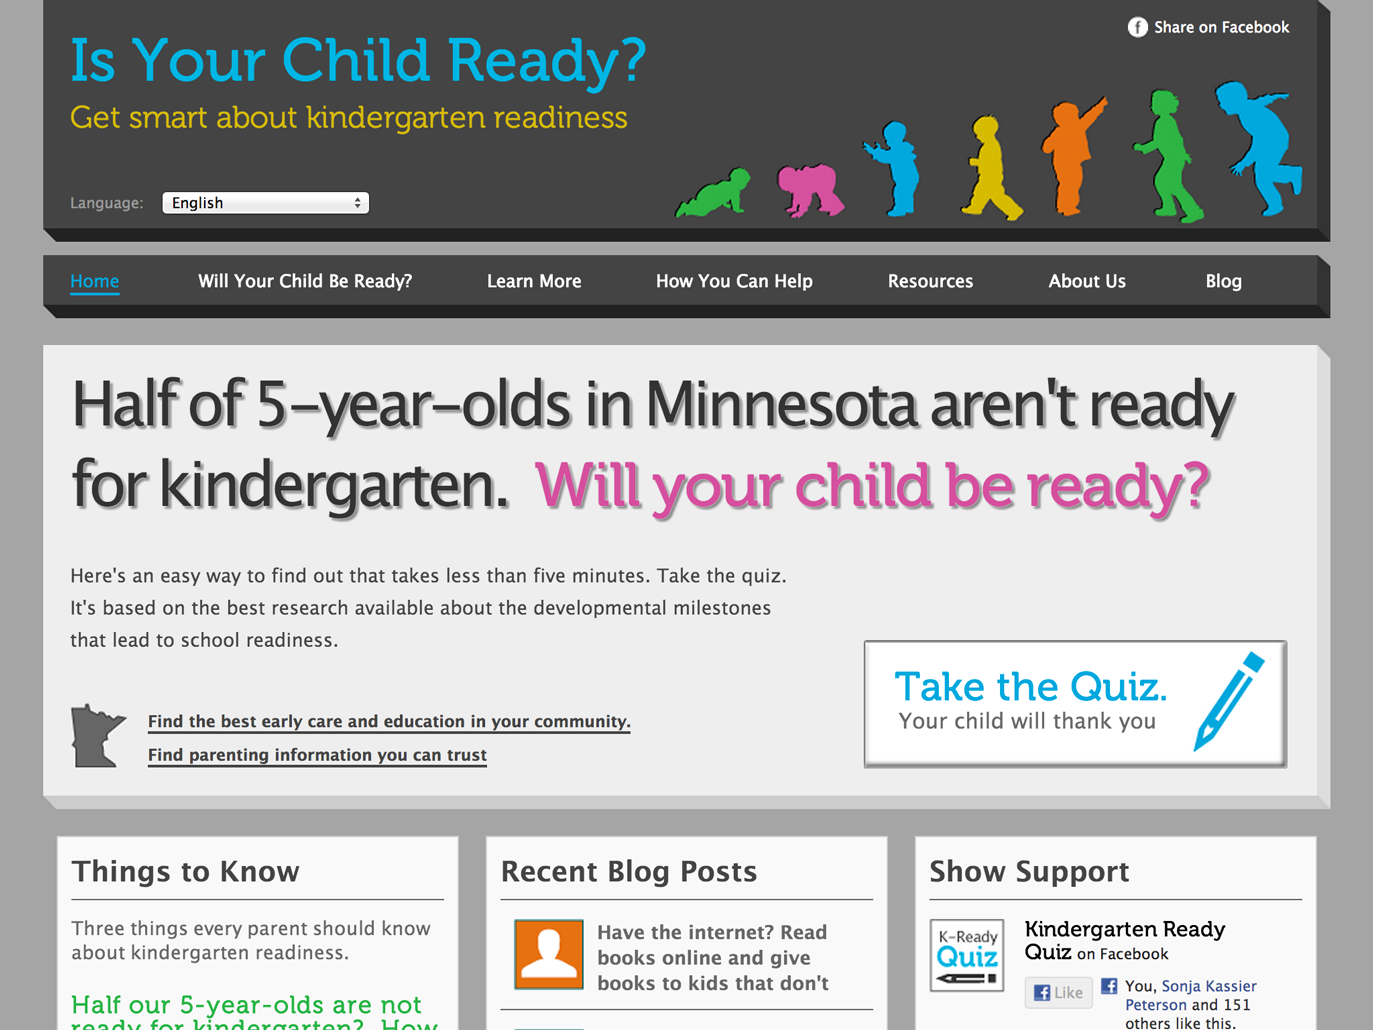 Share on Facebook
Is Your Child Ready?
Get smart about kindergarten readiness
Language: English
Home Will Your Child Be Ready? Learn More How You Can Help Resources About Us Blog
Half of 5-year-olds in Minnesota aren't ready
for kindergarten. Will your child be ready?
Here's an easy way to find out that takes less than five minutes. Take the quiz.
It's based on the best research available about the developmental milestones
that lead to school readiness.
Find the best early care and education in your community.
Find parenting information you can trust
Take the Quiz.
Your child will thank you
Things to Know
Three things every parent should know
about kindergarten readiness.
Half our 5-year-olds are not
ready for kindergarten? How
Recent Blog Posts
Have the internet? Read
books online and give
books to kids that don't
Show Support
K-Ready
Quiz
Kindergarten Ready
Quiz on Facebook
Like
You, Sonja Kassier
Peterson and 151
others like this.